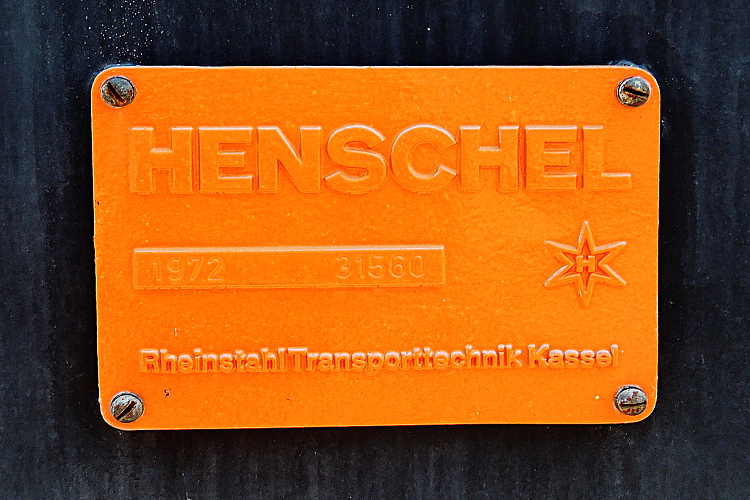 HENSCHEL
1972 31560
H
Rheinstahl Transporttechnik Kassel